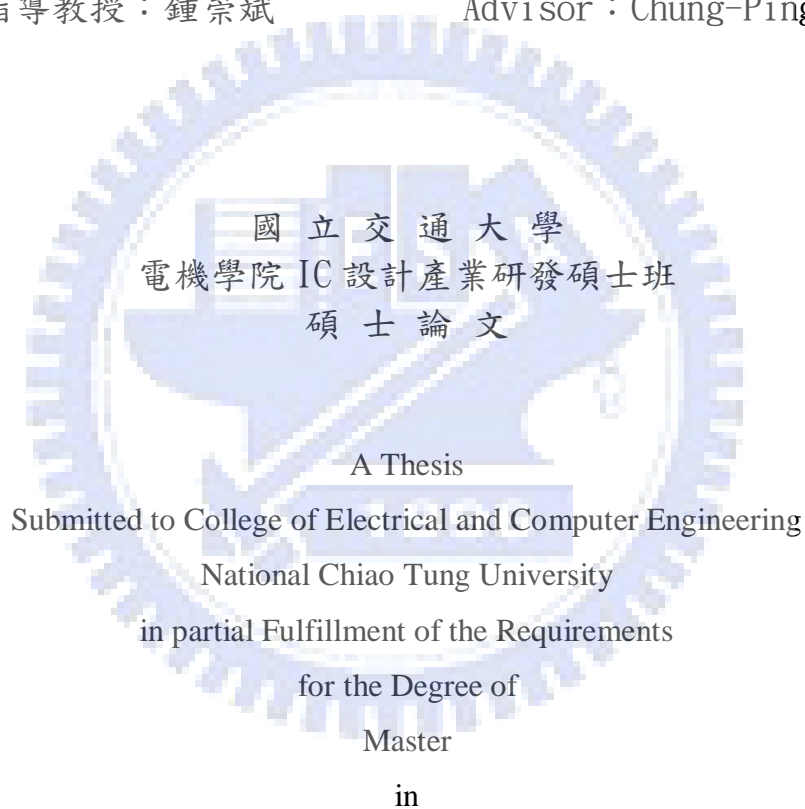 指導教授：鍾崇斌 Advisor：Chung-Ping
國 立 交 通 大 學
電機學院 IC 設計產業研發碩士班
碩 士 論 文
A Thesis
Submitted to College of Electrical and Computer Engineering
National Chiao Tung University
in partial Fulfillment of the Requirements
for the Degree of
Master
in